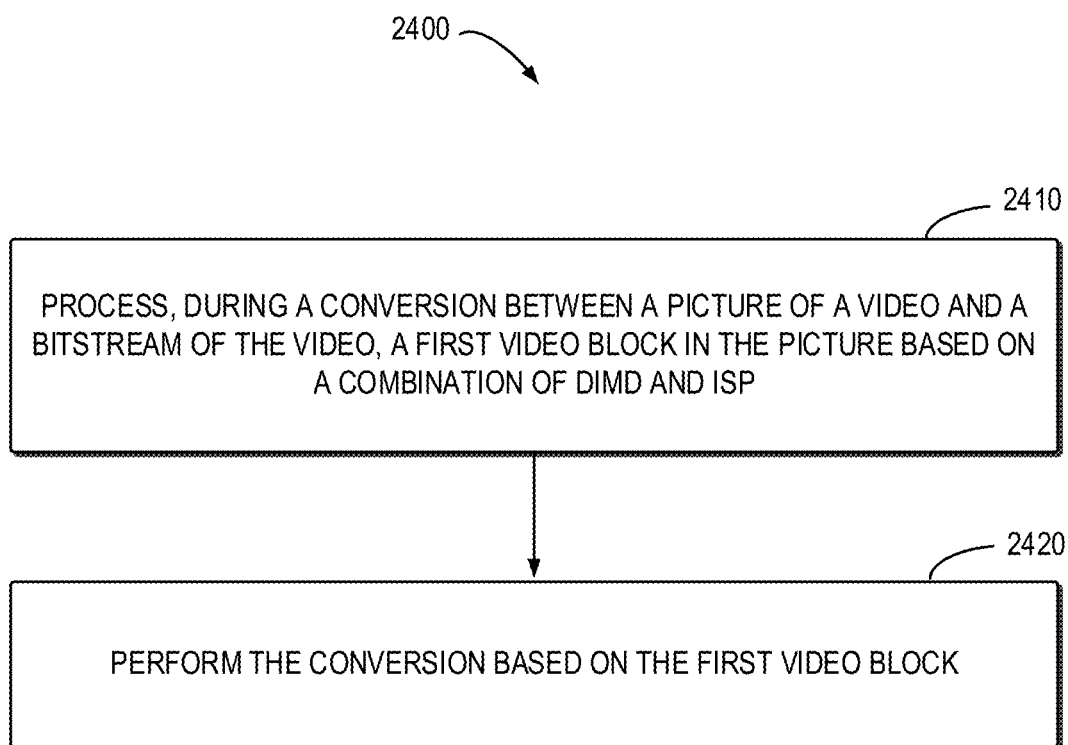 2400
2410
PROCESS, DURING A CONVERSION BETWEEN A PICTURE OF A VIDEO AND A
BITSTREAM OF THE VIDEO, A FIRST VIDEO BLOCK IN THE PICTURE BASED ON
A COMBINATION OF DIMD AND ISP
2420
PERFORM THE CONVERSION BASED ON THE FIRST VIDEO BLOCK